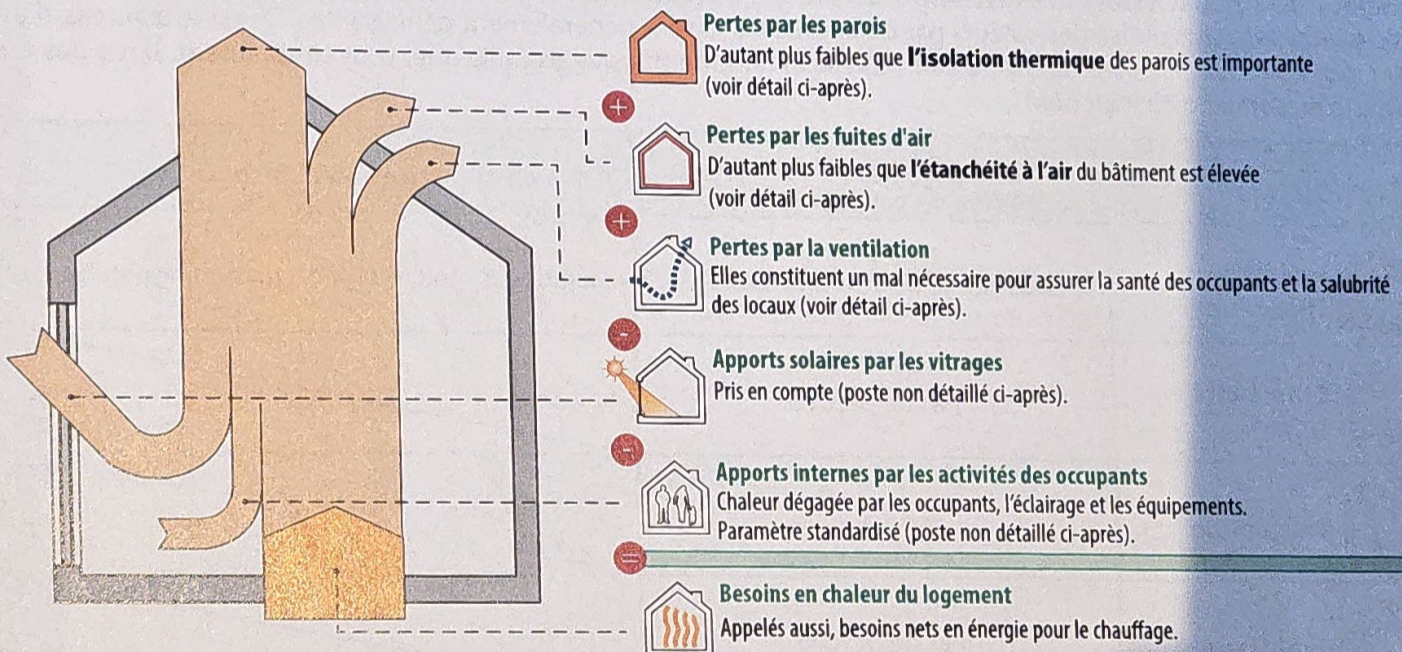 Pertes par les parois
D'autant plus faibles que l'isolation thermique des parois est importante
(voir détail ci-après).
+
Pertes par les fuites d'air
D'autant plus faibles que l'étanchéité à l'air du bâtiment est élevée
(voir détail ci-après).
+
Pertes par la ventilation
Elles constituent un mal nécessaire pour assurer la santé des occupants et la salubrité
des locaux (voir détail ci-après).
-
Apports solaires par les vitrages
Pris en compte (poste non détaillé ci-après).
-
Apports internes par les activités des occupants
Chaleur dégagée par les occupants, l'éclairage et les équipements.
Paramètre standardisé (poste non détaillé ci-après).
=
Besoins en chaleur du logement
Appelés aussi, besoins nets en énergie pour le chauffage.